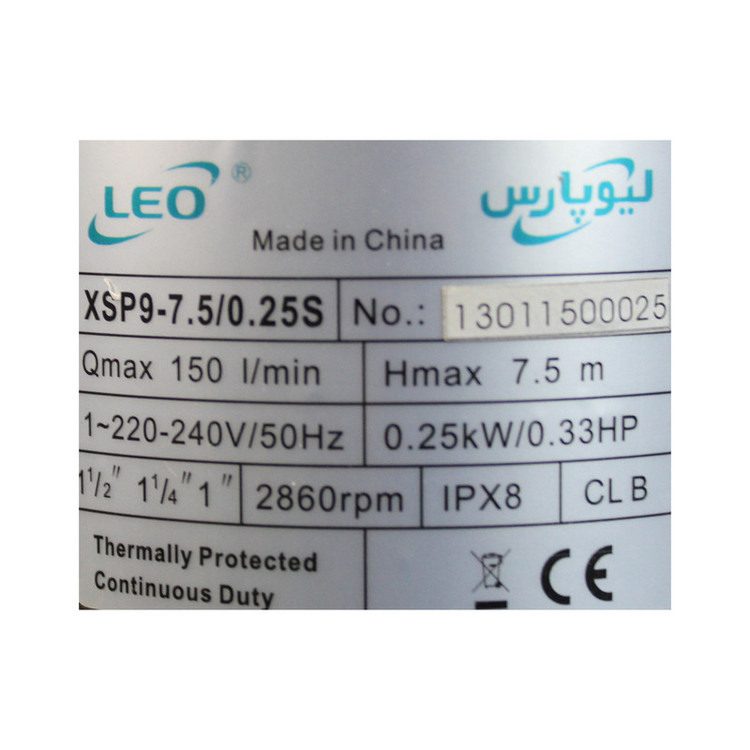 LEO ® لیوپارس
Made in China
XSP9-7.5/0.25S No.: 13011500025
Qmax 150 l/min Hmax 7.5 m
1~220-240V/50Hz 0.25kW/0.33HP
1½" 1¼" 1" 2860rpm IPX8 CL B
Thermally Protected
Continuous Duty
CE